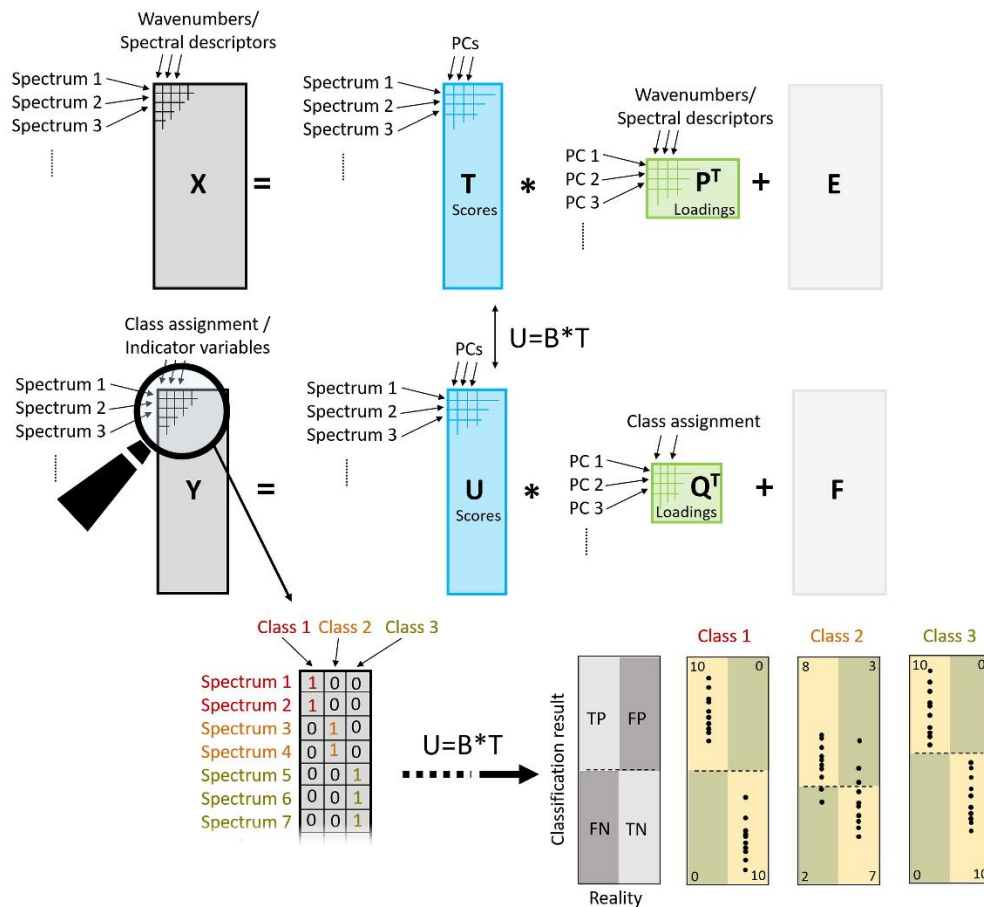 Wavenumbers/
Spectral descriptors
Spectrum 1
Spectrum 2
Spectrum 3
X
=
PCs
Spectrum 1
Spectrum 2
Spectrum 3
T
Scores
*
Wavenumbers/
Spectral descriptors
PC 1
PC 2
PC 3
P^T
Loadings
+
E
U=B*T
Class assignment /
Indicator variables
Spectrum 1
Spectrum 2
Spectrum 3
Y
=
PCs
Spectrum 1
Spectrum 2
Spectrum 3
U
Scores
*
Class assignment
PC 1
PC 2
PC 3
Q^T
Loadings
+
F
Class 1 Class 2 Class 3
Spectrum 1 1 0 0
Spectrum 2 1 0 0
Spectrum 3 0 1 0
Spectrum 4 0 1 0
Spectrum 5 0 0 1
Spectrum 6 0 0 1
Spectrum 7 0 0 1
U=B*T
Classification result
TP FP
FN TN
Reality
Class 1
10 0
0 10
Class 2
8 3
2 7
Class 3
10 0
0 10